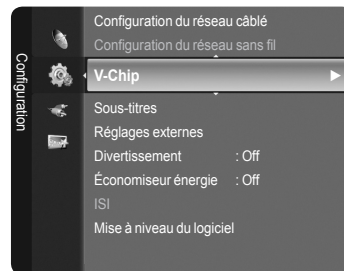 Configuration
Configuration du réseau câblé
Configuration du réseau sans fil
V-Chip
Sous-titres
Réglages externes
Divertissement : Off
Économiseur énergie : Off
ISI
Mise à niveau du logiciel